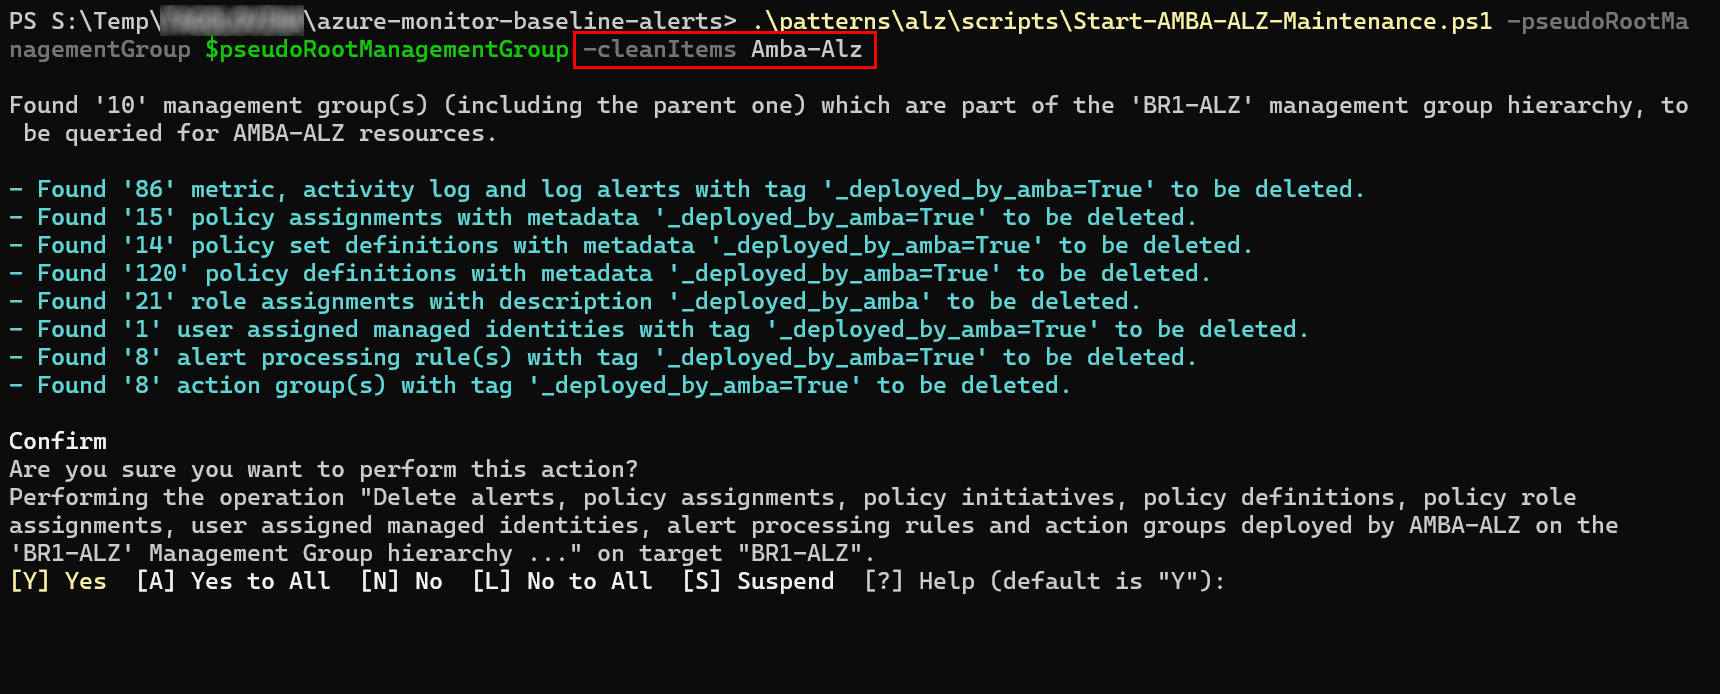 PS S:\Temp\ \azure-monitor-baseline-alerts> .\patterns\alz\scripts\Start-AMBA-ALZ-Maintenance.ps1 -pseudoRootMa
nagementGroup $pseudoRootManagementGroup -cleanItems Amba-Alz
Found '10' management group(s) (including the parent one) which are part of the 'BR1-ALZ' management group hierarchy, to
be queried for AMBA-ALZ resources.
- Found '86' metric, activity log and log alerts with tag '_deployed_by_amba=True' to be deleted.
- Found '15' policy assignments with metadata '_deployed_by_amba=True' to be deleted.
- Found '14' policy set definitions with metadata '_deployed_by_amba=True' to be deleted.
- Found '120' policy definitions with metadata '_deployed_by_amba=True' to be deleted.
- Found '21' role assignments with description '_deployed_by_amba' to be deleted.
- Found '1' user assigned managed identities with tag '_deployed_by_amba=True' to be deleted.
- Found '8' alert processing rule(s) with tag '_deployed_by_amba=True' to be deleted.
- Found '8' action group(s) with tag '_deployed_by_amba=True' to be deleted.
Confirm
Are you sure you want to perform this action?
Performing the operation "Delete alerts, policy assignments, policy initiatives, policy definitions, policy role
assignments, user assigned managed identities, alert processing rules and action groups deployed by AMBA-ALZ on the
'BR1-ALZ' Management Group hierarchy ..." on target "BR1-ALZ".
[Y] Yes  [A] Yes to All  [N] No  [L] No to All  [S] Suspend  [?] Help (default is "Y"):